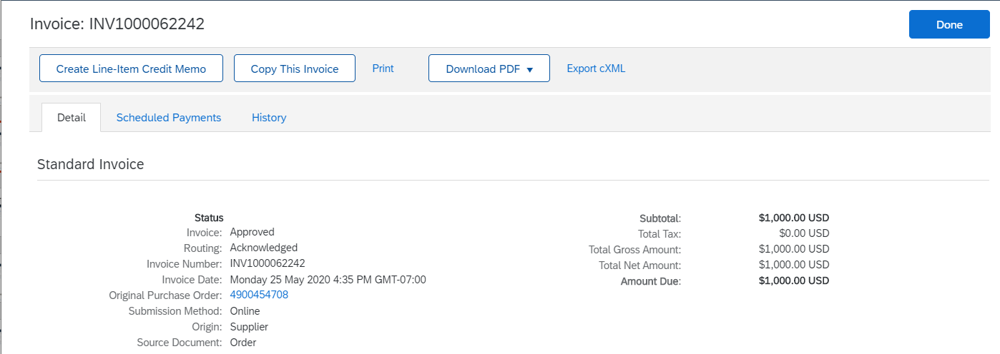 Invoice: INV1000062242
Done
Create Line-Item Credit Memo
Copy This Invoice
Print
Download PDF
Export cXML
Detail
Scheduled Payments
History
Standard Invoice
Status
Invoice: Approved
Routing: Acknowledged
Invoice Number: INV1000062242
Invoice Date: Monday 25 May 2020 4:35 PM GMT-07:00
Original Purchase Order: 4900454708
Submission Method: Online
Origin: Supplier
Source Document: Order
Subtotal: $1,000.00 USD
Total Tax: $0.00 USD
Total Gross Amount: $1,000.00 USD
Total Net Amount: $1,000.00 USD
Amount Due: $1,000.00 USD